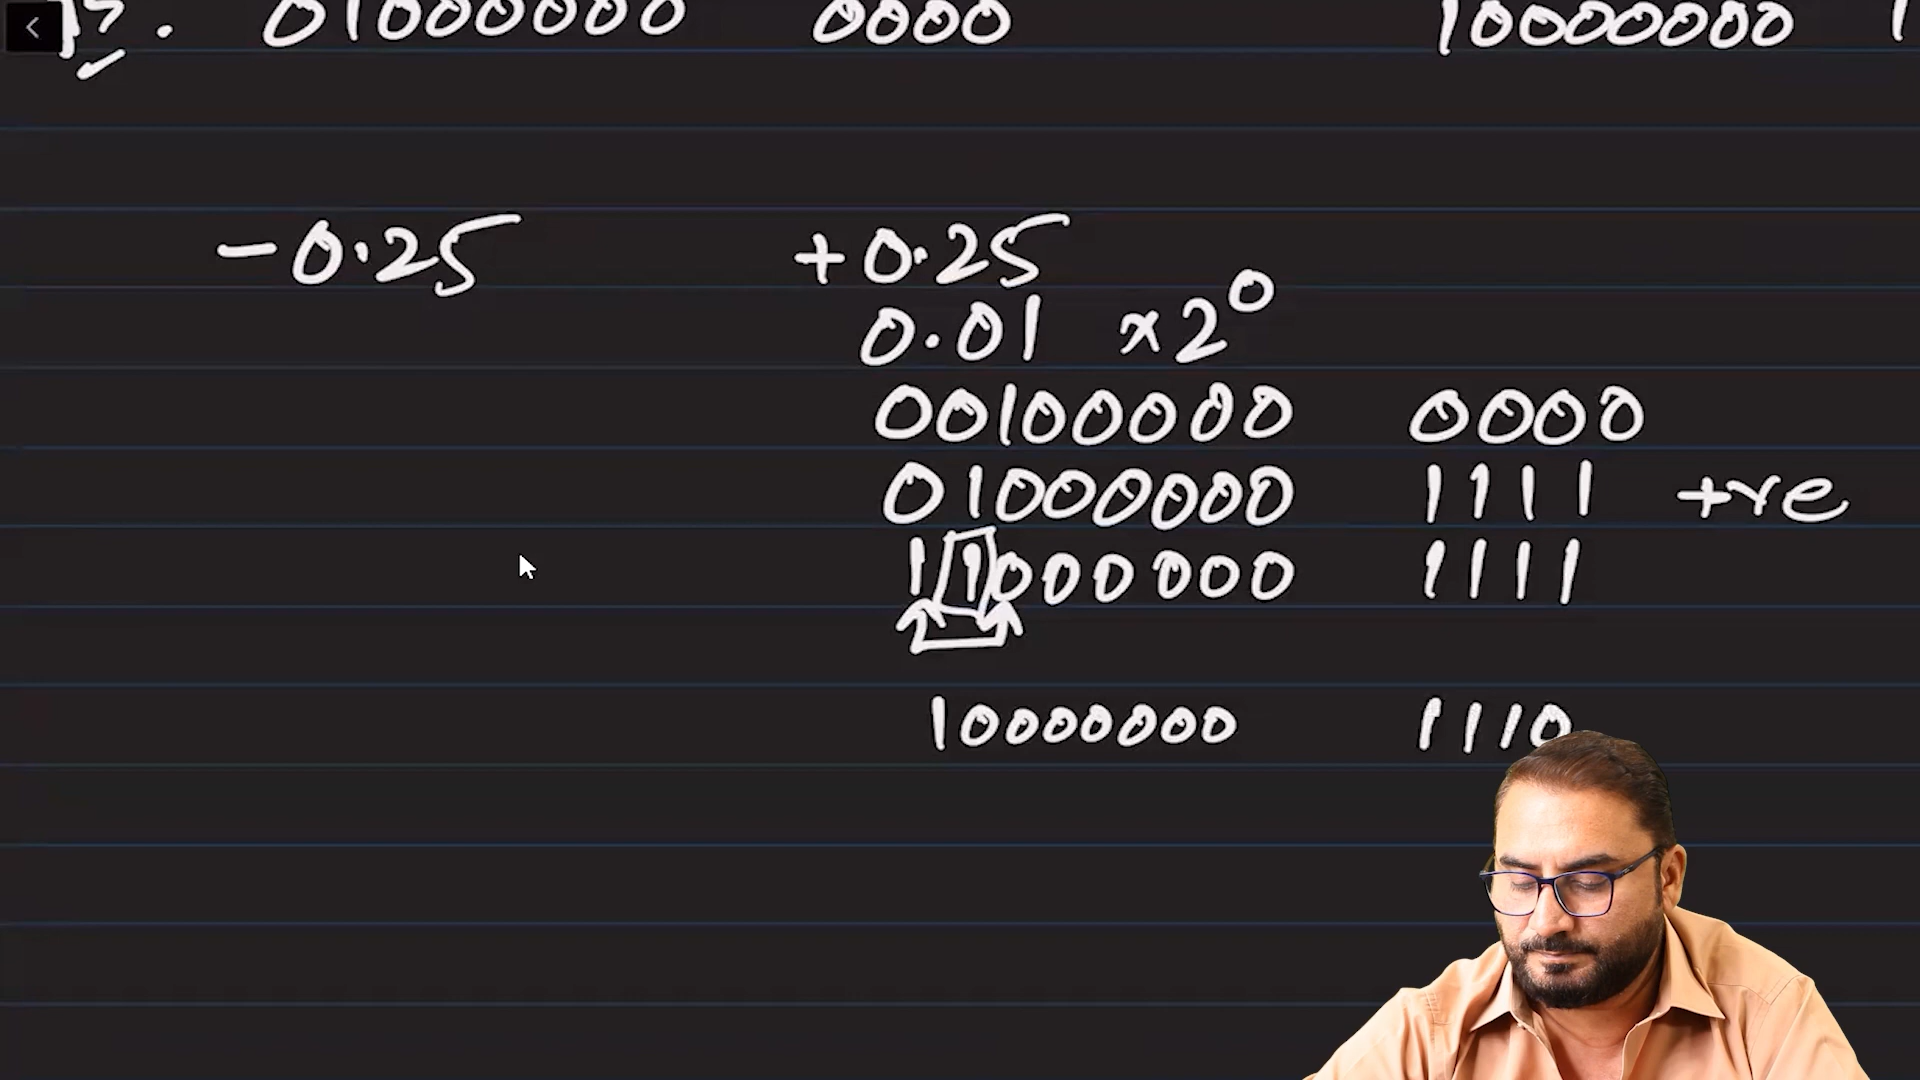 . 01000000 0000 10000000 1
-0.25 +0.25
0.01 x2^0
00100000 0000
01000000 1111 +ve
11000000 1111
10000000 1110